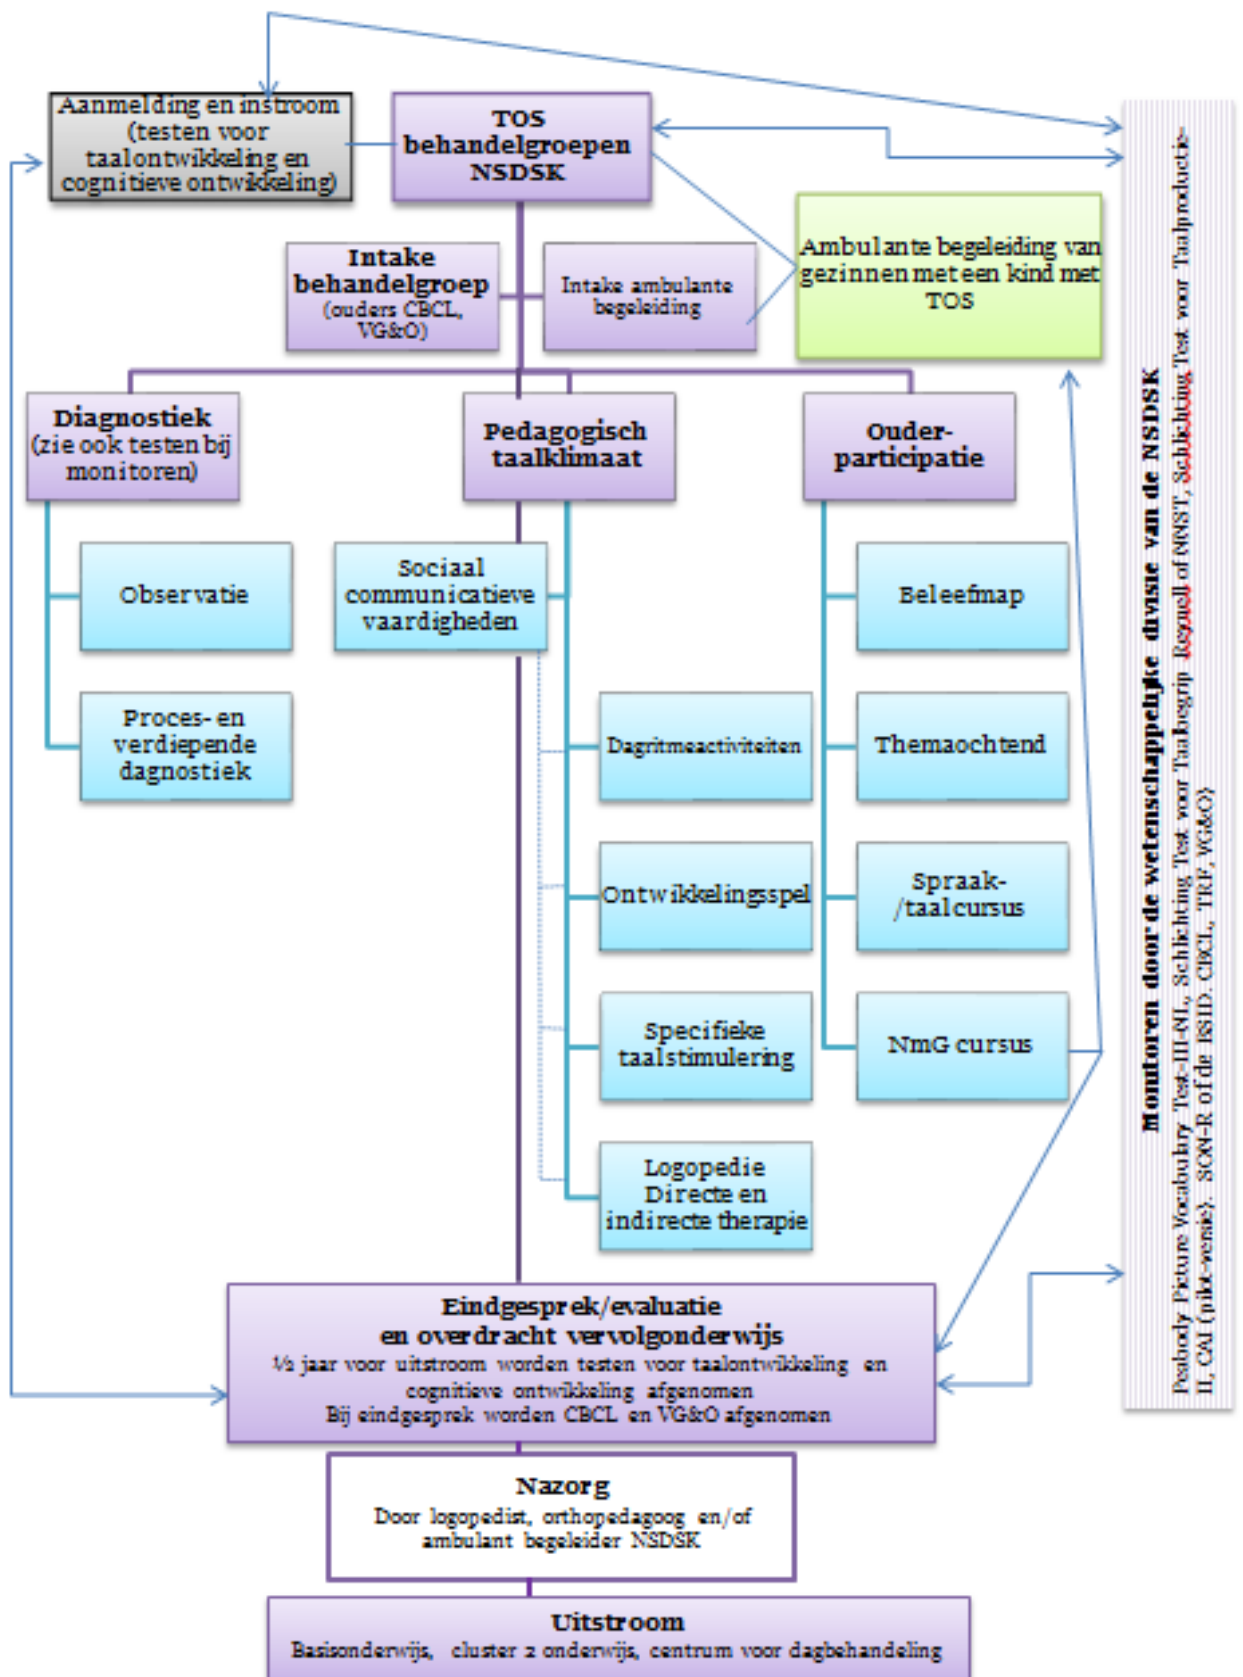 Aanmelding en instroom
(testen voor
taalontwikkeling en
cognitieve ontwikkeling)
TOS
behandelgroepen
NSDSK
Intake
behandelgroep
(ouders CBCL,
VG&O)
Intake ambulante
begeleiding
Ambulante begeleiding van
gezinnen met een kind met
TOS
Diagnostiek
(zie ook testen bij
monitoren)
Pedagogisch
taalklimaat
Ouder-
participatie
Observatie
Proces- en
verdiepende
dagnostiek
Sociaal
communicatieve
vaardigheden
Dagritmeactiviteiten
Ontwikkelingsspel
Specifieke
taalstimulering
Logopedie
Directe en
indirecte therapie
Beleefmap
Themaochtend
Spraak-
/taalcursus
NmG cursus
Eindgesprek/evaluatie
en overdracht vervolgonderwijs
½ jaar voor uitstroom worden testen voor taalontwikkeling en
cognitieve ontwikkeling afgenomen
Bij eindgesprek worden CBCL en VG&O afgenomen
Nazorg
Door logopedist, orthopedagoog en/of
ambulant begeleider NSDSK
Uitstroom
Basisonderwijs, cluster 2 onderwijs, centrum voor dagbehandeling
Monitoren door de wetenschappelijke divisie van de NSDSK
Peabody Picture Vocabulary Test-III-NL, Schlichting Test voor Taalbegrip Reynell of NNST, Schlichting Test voor Taalproductie-
II, CAI (pilot-versie). SON-R of de BSID. CBCL, TRF, VG&O)